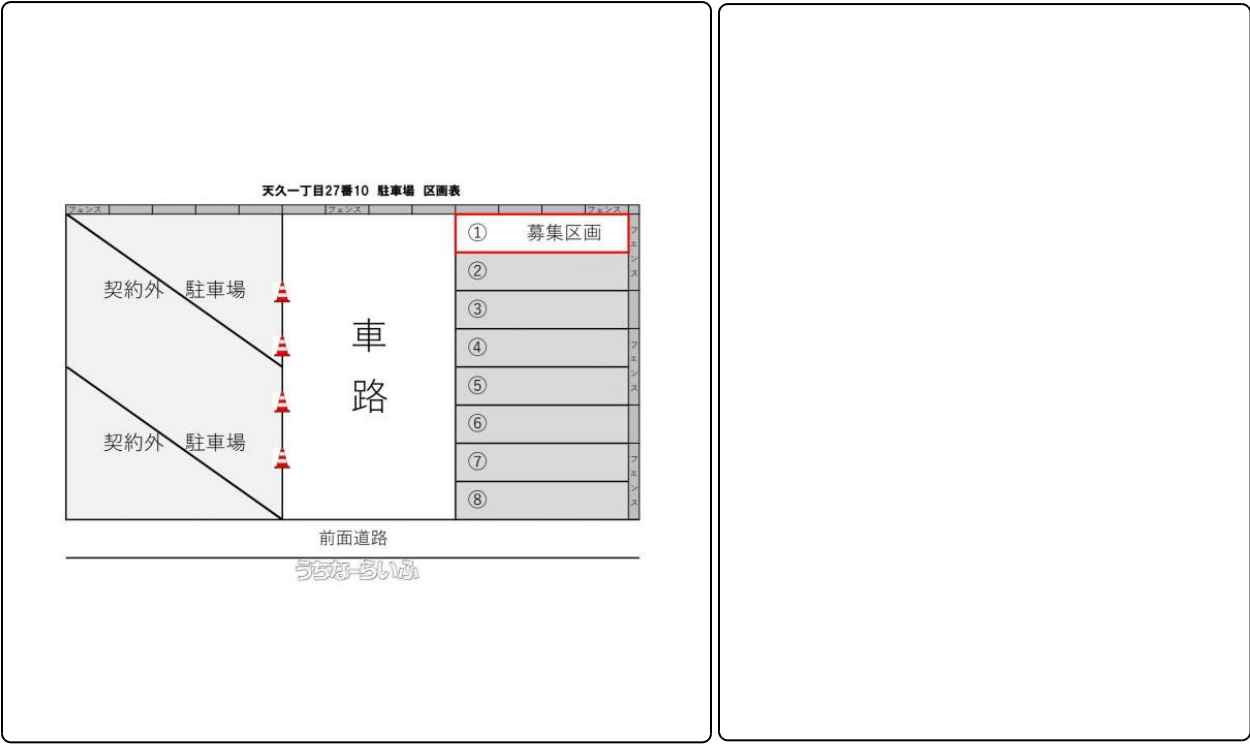 天久一丁目27番10 駐車場 区画表
フェンス
フェンス
フェンス
① 募集区画
②
③
④
⑤
⑥
⑦
⑧
フェンス
フェンス
フェンス
契約外 駐車場
契約外 駐車場
車路
前面道路
うちなーらいふ